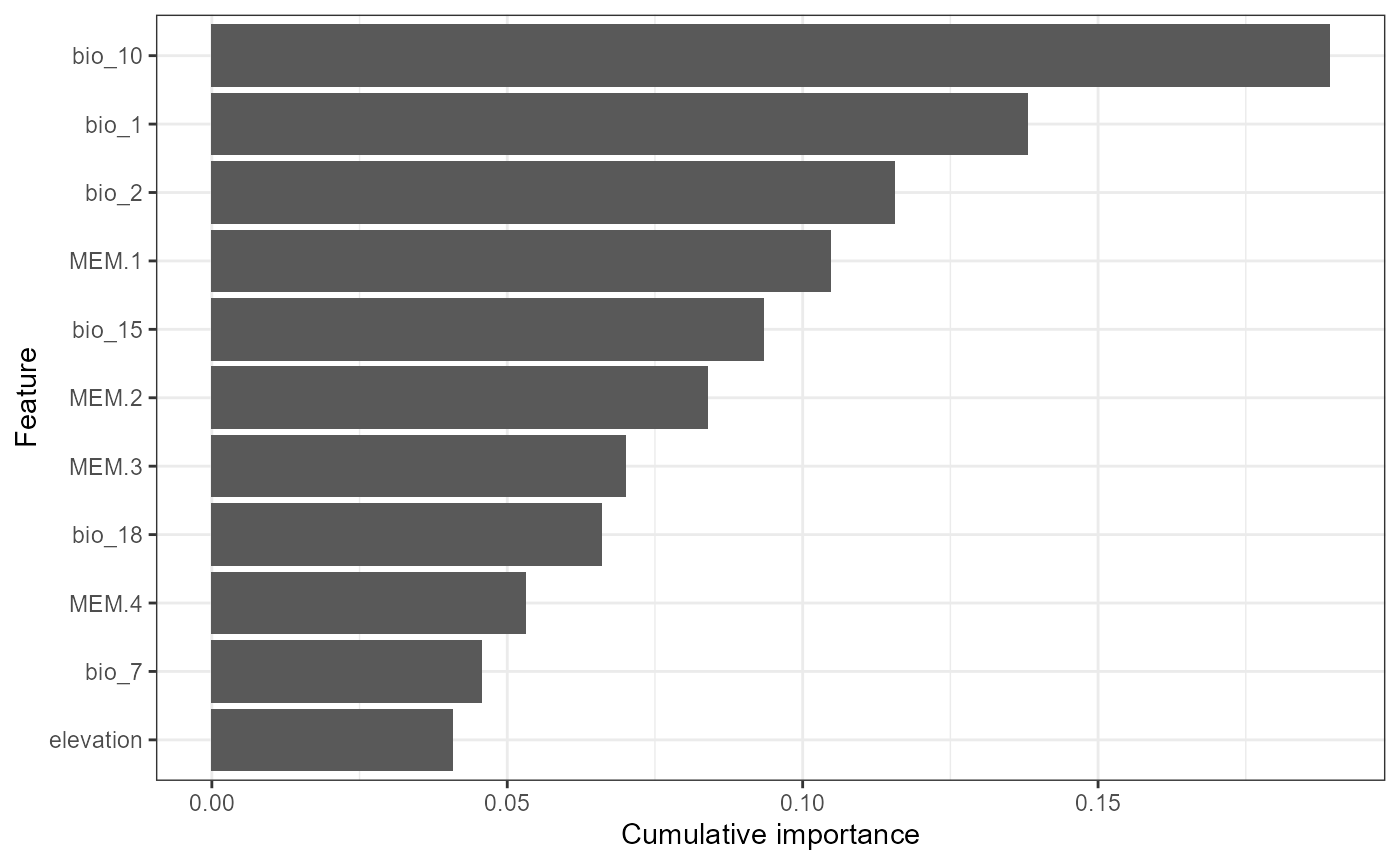 bio_10
bio_1
bio_2
MEM.1
bio_15
MEM.2
MEM.3
bio_18
MEM.4
bio_7
elevation
Feature
0.00 0.05 0.10 0.15
Cumulative importance